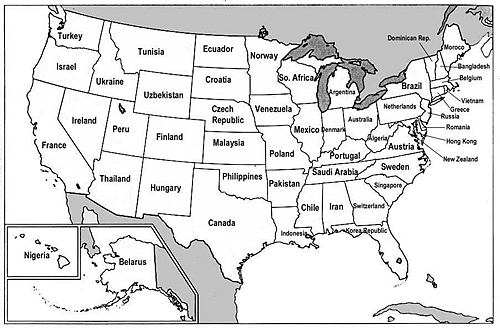 Turkey
Tunisia
Ecuador
Norway
Dominican Rep.
Moroco
Israel
Ukraine
Croatia
So. Africa
Argentina
Brazil
Bangladesh
Belgium
Uzbekistan
Czech
Republic
Venezuela
Netherlands
Vietnam
Greece
Russia
Ireland
Peru
Finland
Malaysia
Mexico
Denmark
Australia
Algeria
Romania
Hong Kong
France
Poland
Portugal
Austria
New Zealand
Thailand
Hungary
Philippines
Pakistan
Saudi Arabia
Sweden
Singapore
Canada
Chile
Iran
Switzerland
Indonesia
Korea Republic
Nigeria
Belarus